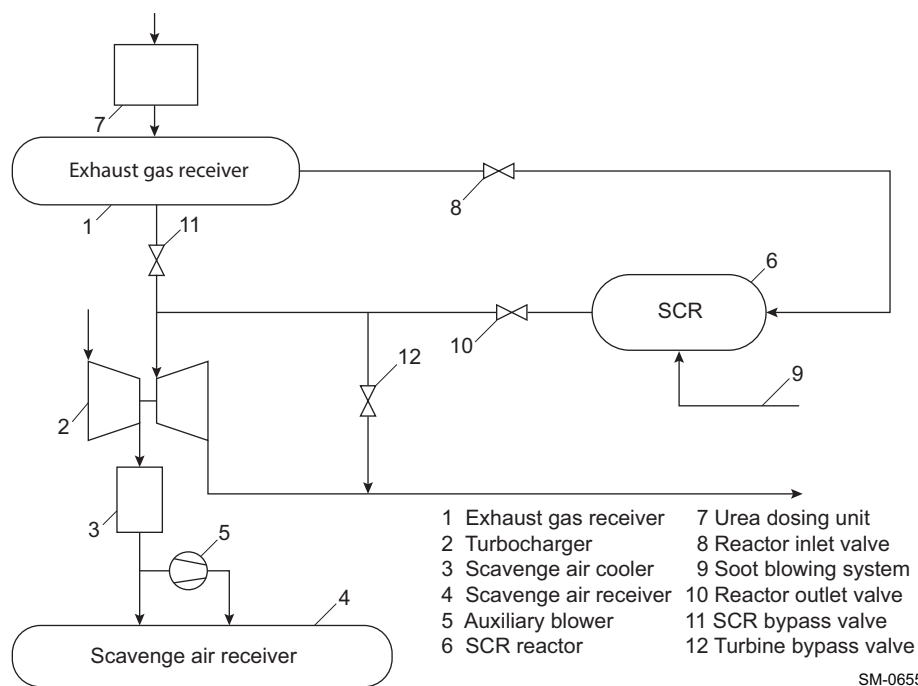 7
Exhaust gas receiver
8
1
11
6
SCR
10
12
9
2
3
5
4
Scavenge air receiver
1 Exhaust gas receiver
2 Turbocharger
3 Scavenge air cooler
4 Scavenge air receiver
5 Auxiliary blower
6 SCR reactor
7 Urea dosing unit
8 Reactor inlet valve
9 Soot blowing system
10 Reactor outlet valve
11 SCR bypass valve
12 Turbine bypass valve
SM-0655